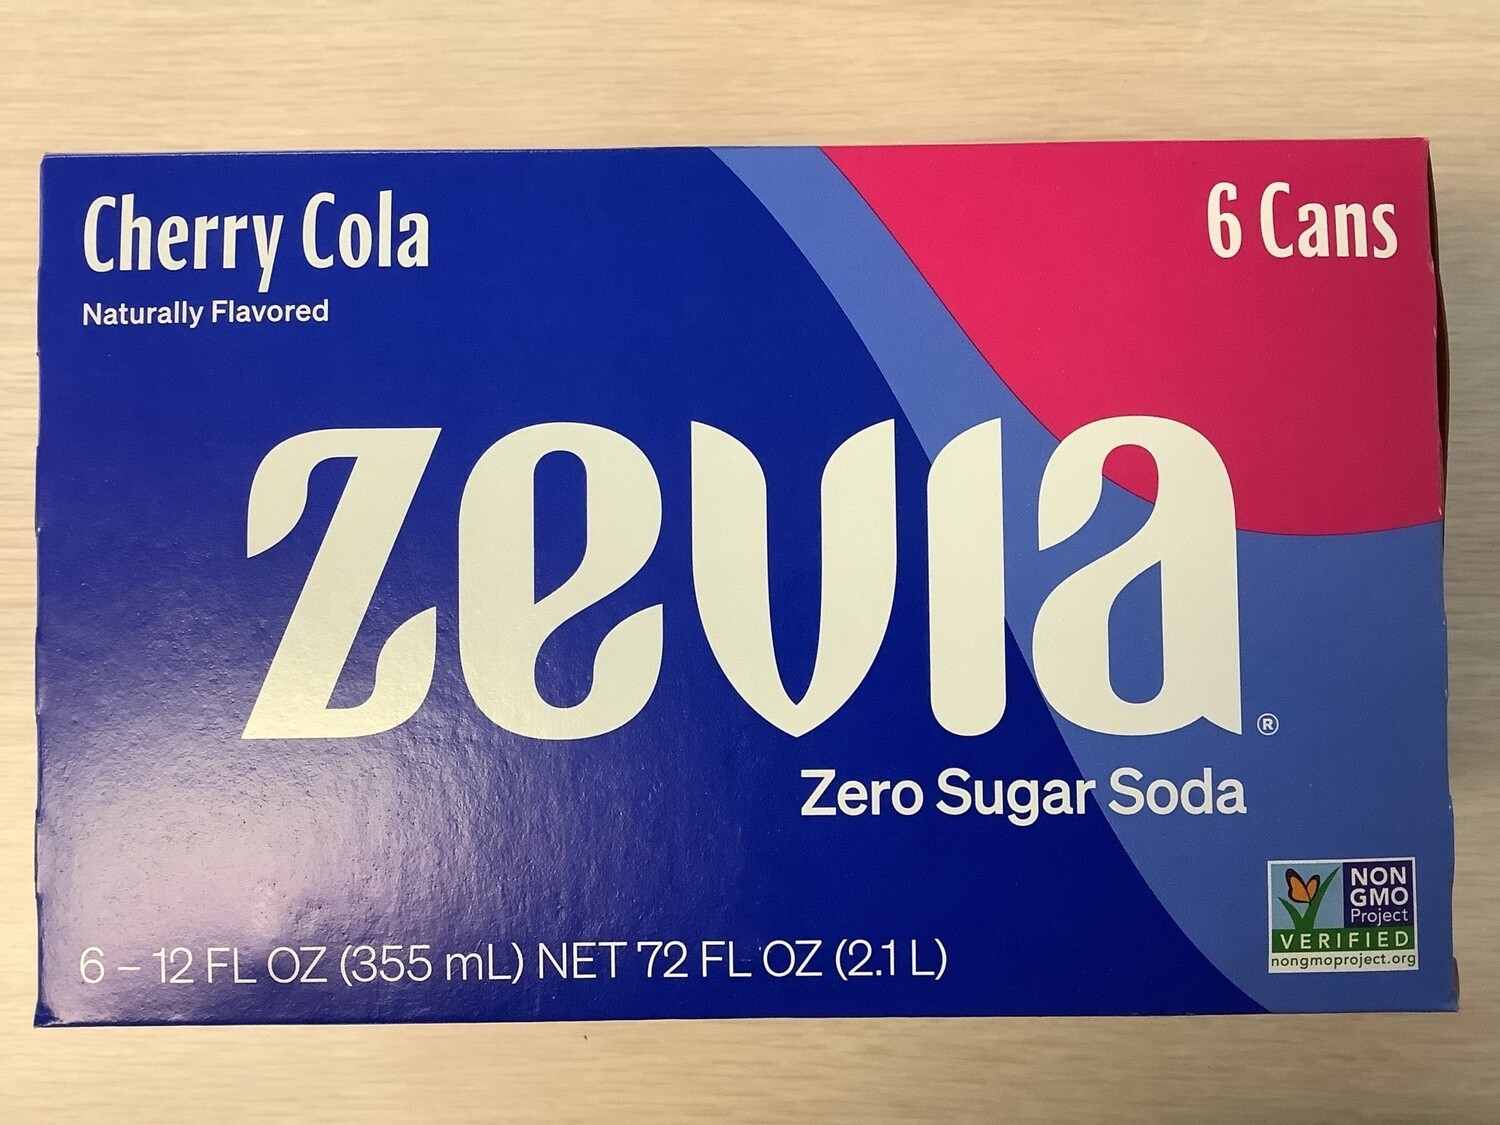 Cherry Cola
6 Cans
Naturally Flavored
zevia®
Zero Sugar Soda
NON
GMO
Project
VERIFIED
nongmoproject.org
6 – 12 FL OZ (355 mL) NET 72 FL OZ (2.1 L)